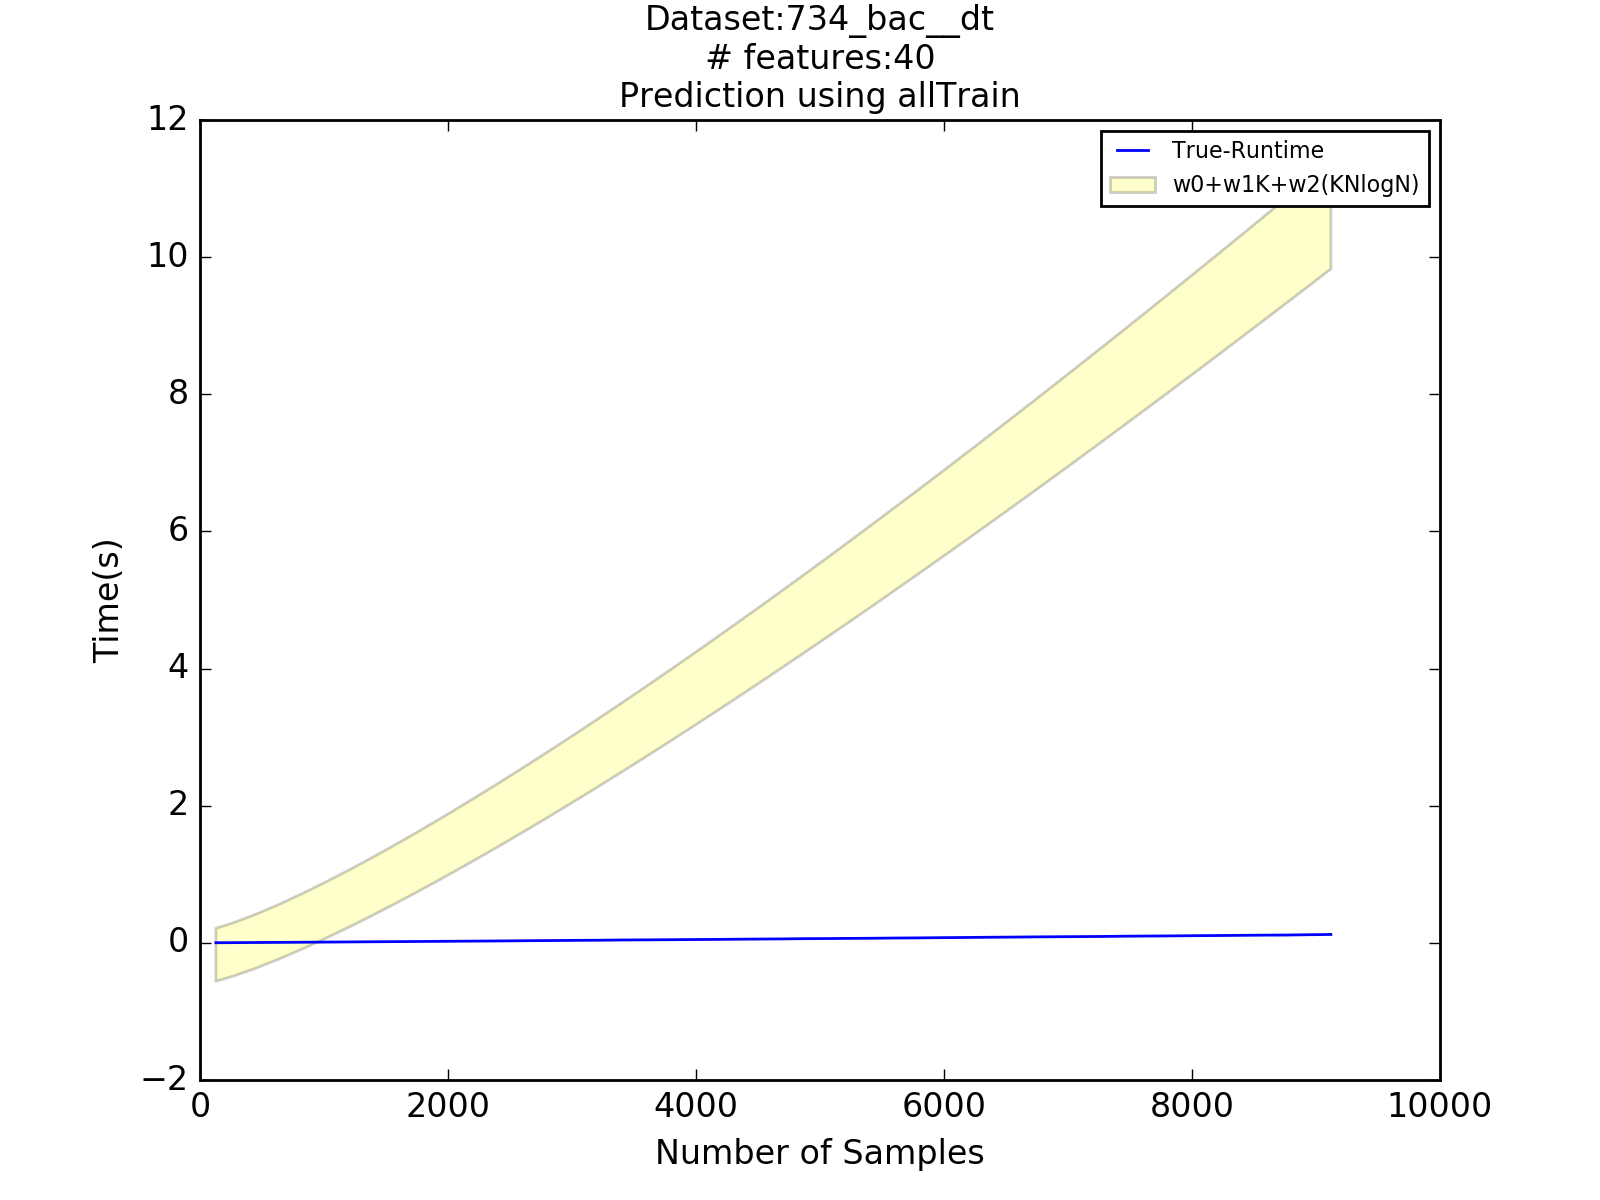 Dataset:734_bac__dt
# features:40
Prediction using allTrain
12
10
8
6
4
2
0
−2
Time(s)
True-Runtime
w0+w1K+w2(KNlogN)
0 2000 4000 6000 8000 10000
Number of Samples